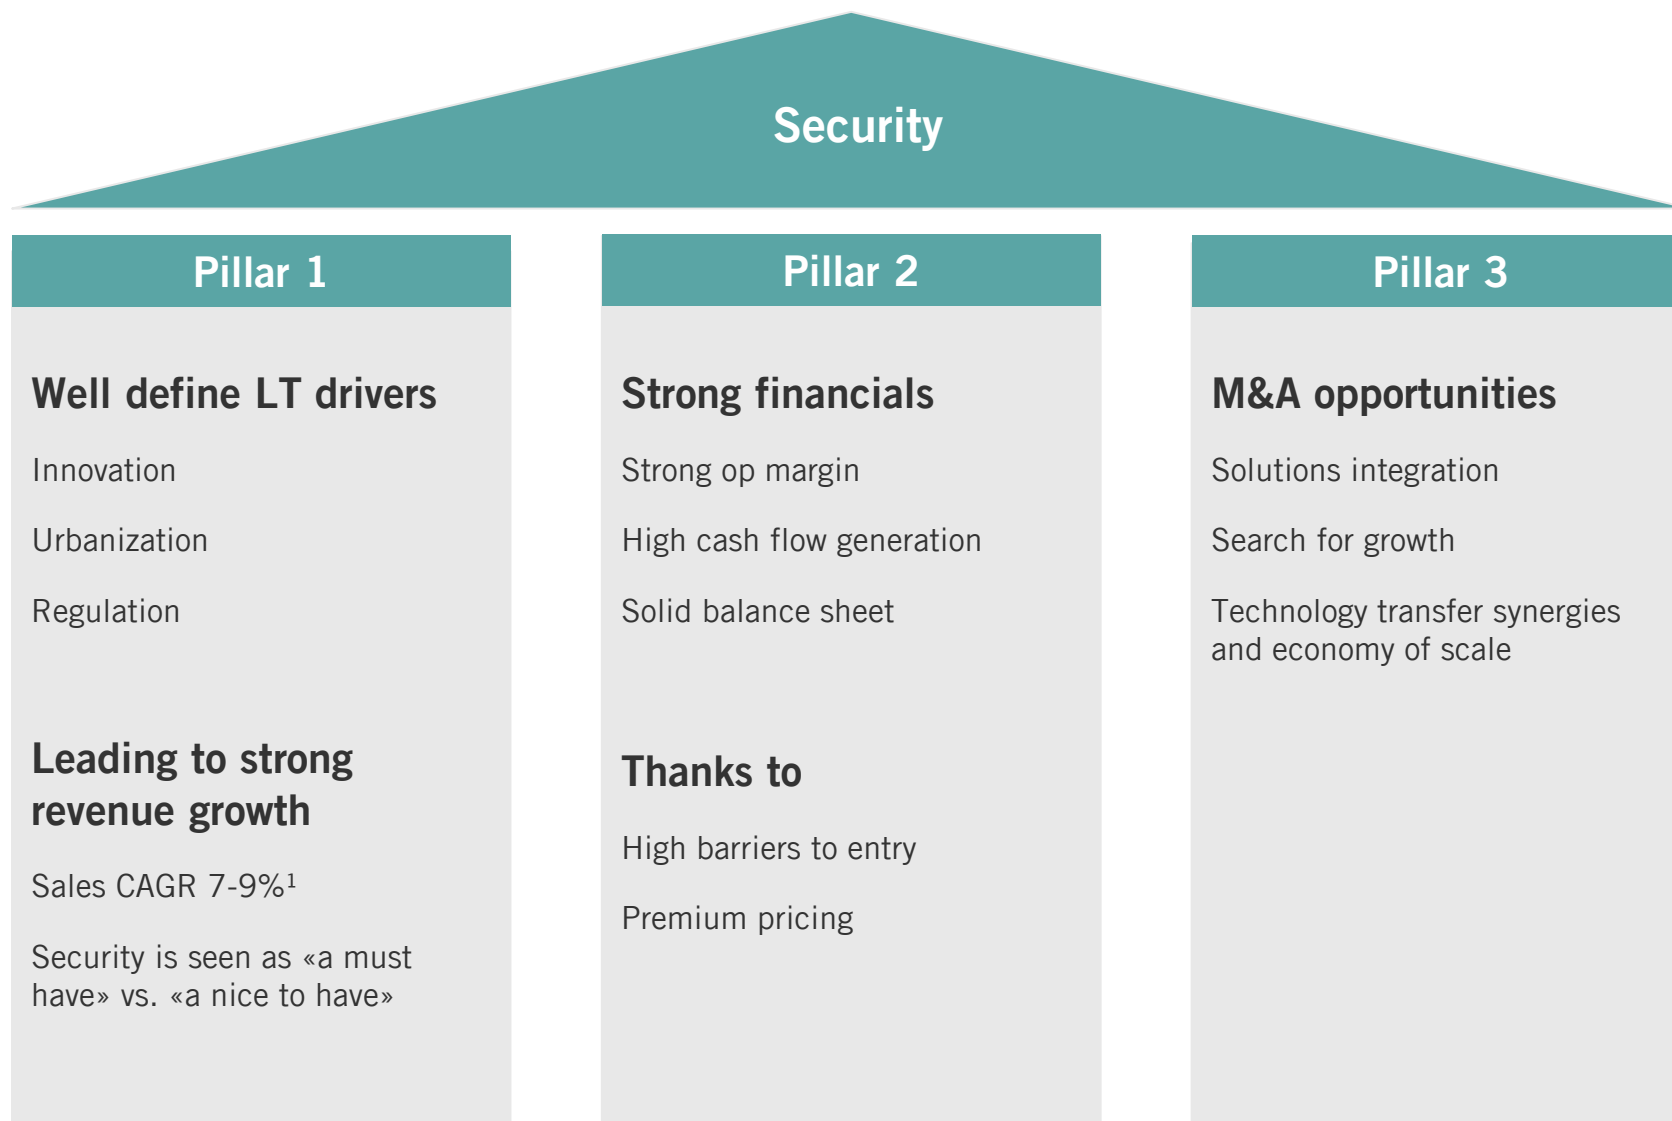 Security
Pillar 1
Well define LT drivers
Innovation
Urbanization
Regulation
Leading to strong
revenue growth
Sales CAGR 7-9%¹
Security is seen as «a must
have» vs. «a nice to have»
Pillar 2
Strong financials
Strong op margin
High cash flow generation
Solid balance sheet
Thanks to
High barriers to entry
Premium pricing
Pillar 3
M&A opportunities
Solutions integration
Search for growth
Technology transfer synergies
and economy of scale